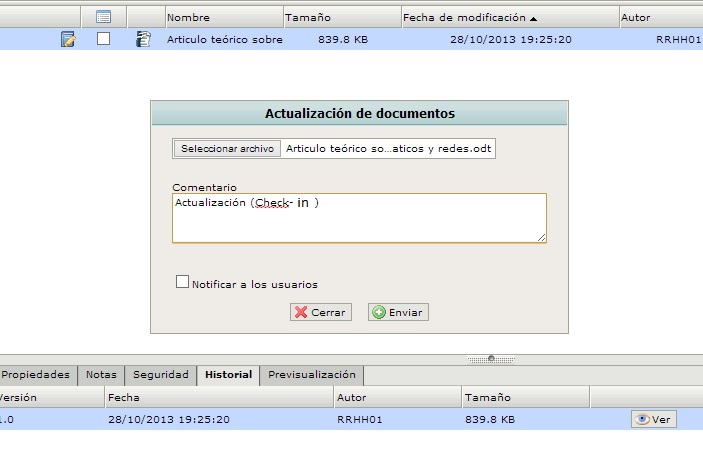 Nombre Tamaño Fecha de modificación Autor
Articulo teórico sobre 839.8 KB 28/10/2013 19:25:20 RRHH01
Actualización de documentos
Seleccionar archivo Articulo teórico so...aticos y redes.odt
Comentario
Actualización (Check- in )
Notificar a los usuarios
Cerrar Enviar
Propiedades Notas Seguridad Historial Previsualización
Versión Fecha Autor Tamaño
1.0 28/10/2013 19:25:20 RRHH01 839.8 KB Ver